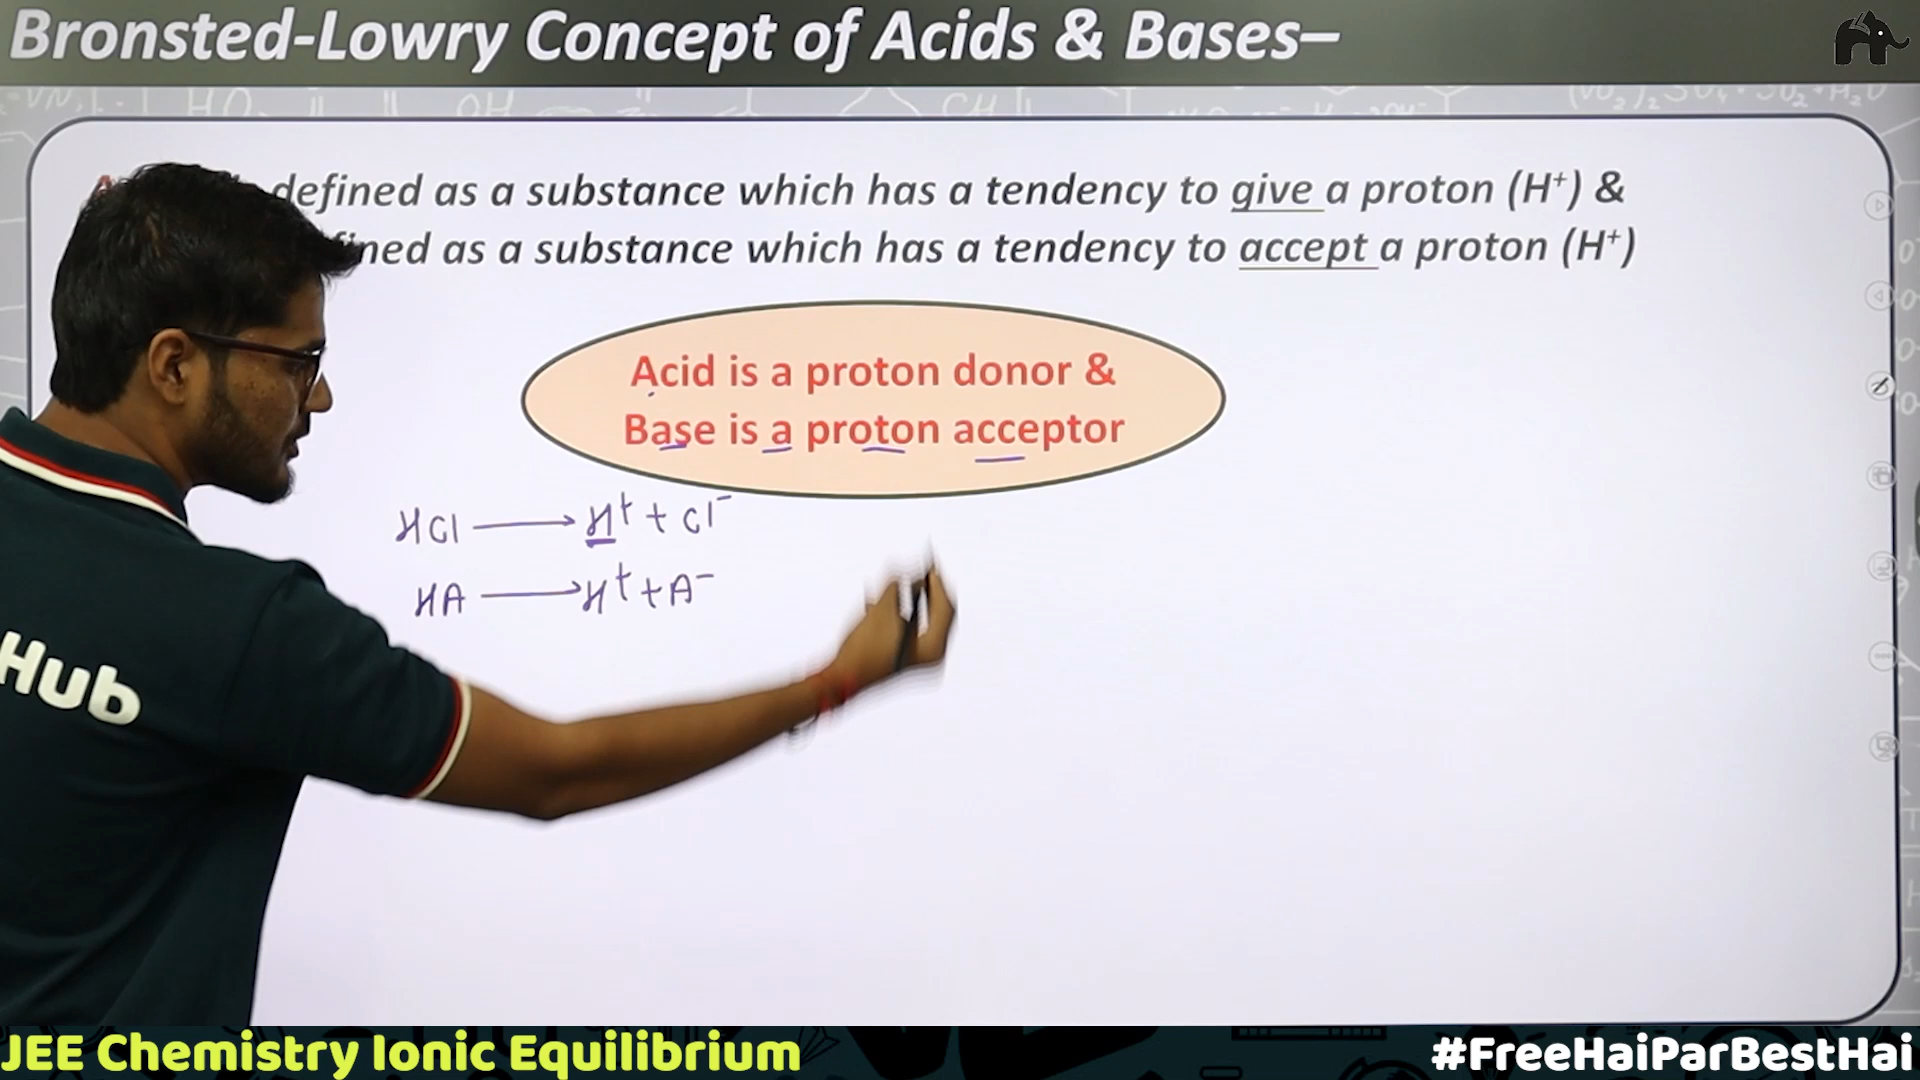 Bronsted-Lowry Concept of Acids & Bases–
defined as a substance which has a tendency to give a proton (H⁺) &
as a substance which has a tendency to accept a proton (H⁺)
Acid is a proton donor &
Base is a proton acceptor
HCl ⟶ H⁺ + Cl⁻
HA ⟶ H⁺ + A⁻
Hub
JEE Chemistry Ionic Equilibrium
#FreeHaiParBestHai